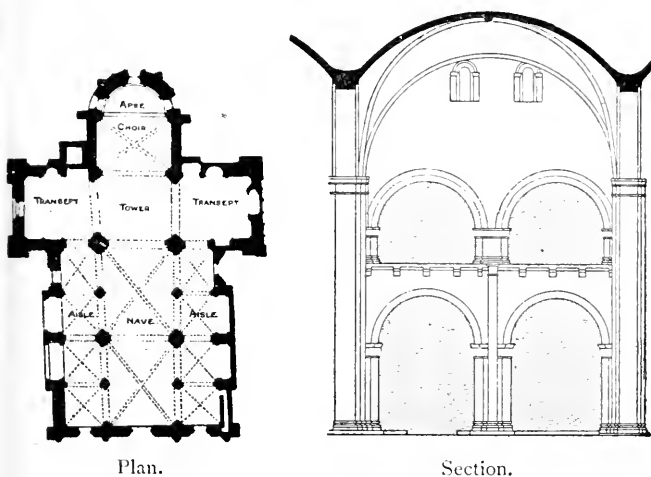 APSE
CHOIR
TRANSEPT
TOWER
TRANSEPT
AISLE
NAVE
AISLE
Plan.
Section.